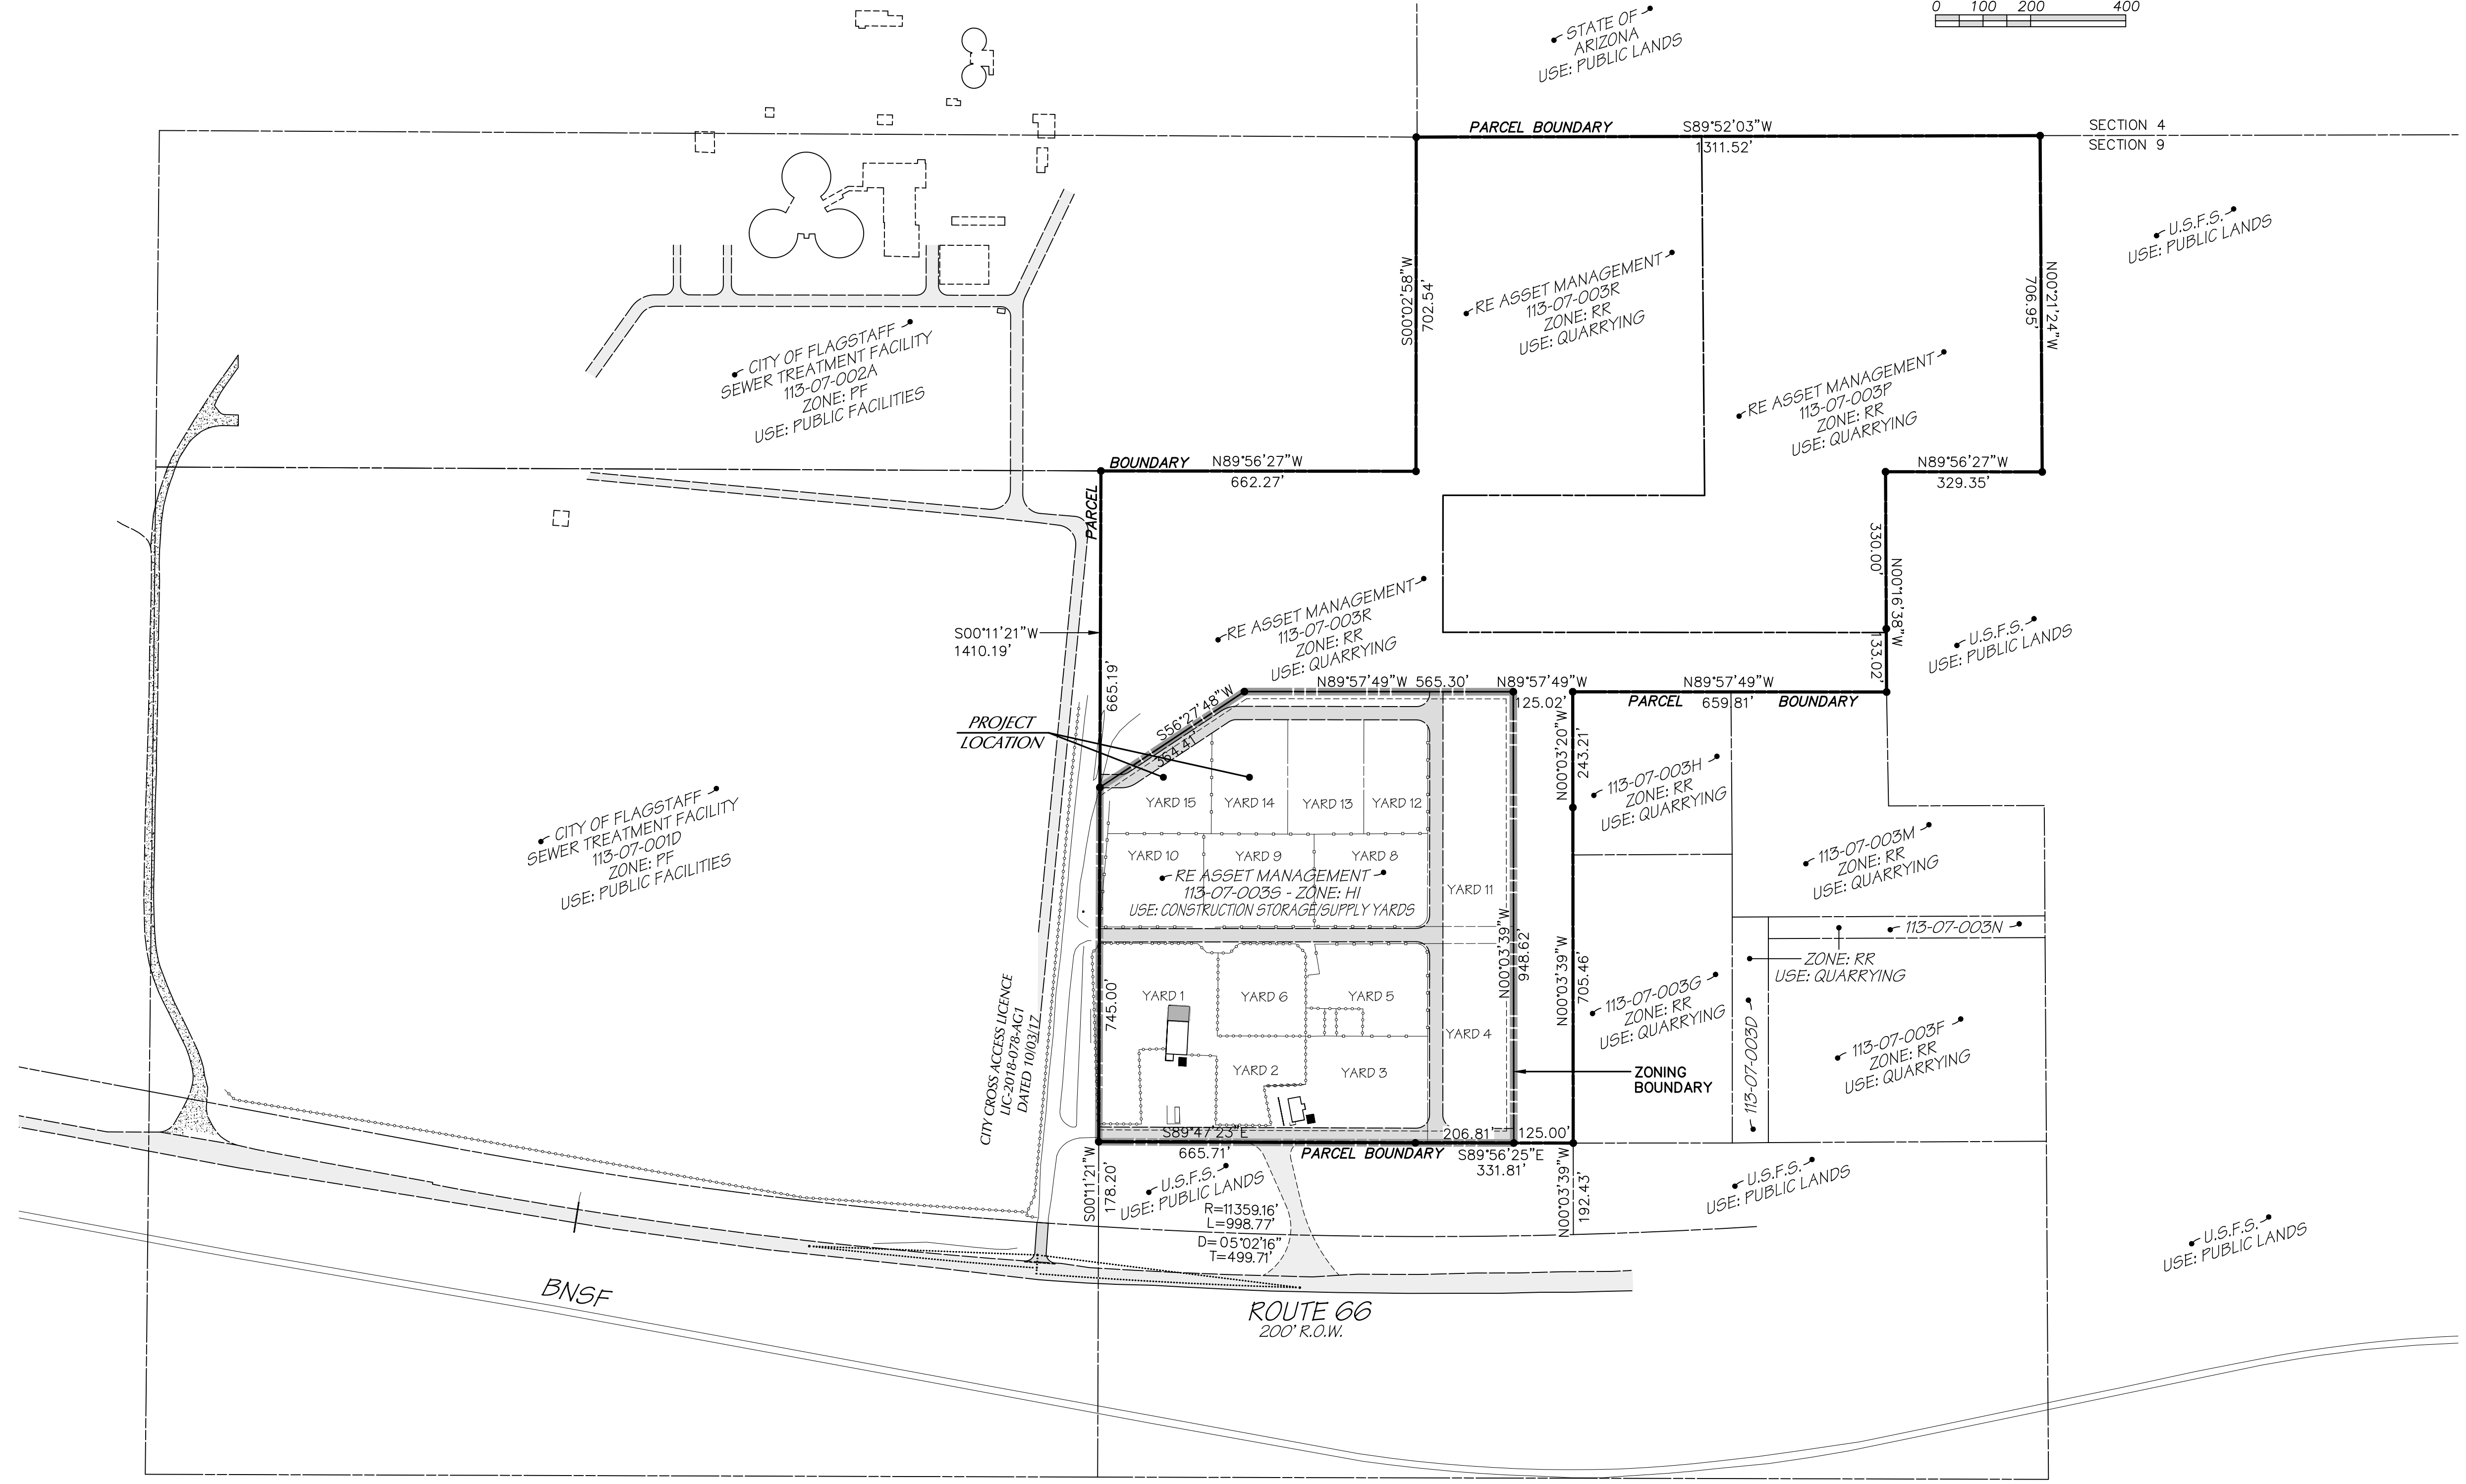 0 100 200 400
STATE OF
ARIZONA
USE: PUBLIC LANDS
PARCEL BOUNDARY
S89°52'03"W
1311.52'
SECTION 4
SECTION 9
U.S.F.S.
USE: PUBLIC LANDS
S00°02'58"W
702.54'
RE ASSET MANAGEMENT
113-07-003R
ZONE: RR
USE: QUARRYING
N00°21'24"W
706.95'
CITY OF FLAGSTAFF
SEWER TREATMENT FACILITY
113-07-002A
ZONE: PF
USE: PUBLIC FACILITIES
RE ASSET MANAGEMENT
113-07-003P
ZONE: RR
USE: QUARRYING
PARCEL
BOUNDARY
N89°56'27"W
662.27'
N89°56'27"W
329.35'
330.00'
N00°16'38"W
133.02'
S00°11'21"W
1410.19'
665.19'
RE ASSET MANAGEMENT
113-07-003R
ZONE: RR
USE: QUARRYING
U.S.F.S.
USE: PUBLIC LANDS
PROJECT
LOCATION
S56°27'48"W
364.41'
N89°57'49"W 565.30'
N89°57'49"W
125.02'
N89°57'49"W
659.81'
PARCEL BOUNDARY
N00°03'20"W
243.21'
113-07-003H
ZONE: RR
USE: QUARRYING
YARD 15
YARD 14
YARD 13
YARD 12
YARD 10
YARD 9
YARD 8
RE ASSET MANAGEMENT
113-07-003S - ZONE: HI
USE: CONSTRUCTION STORAGE/SUPPLY YARDS
YARD 11
CITY OF FLAGSTAFF
SEWER TREATMENT FACILITY
113-07-001D
ZONE: PF
USE: PUBLIC FACILITIES
113-07-003M
ZONE: RR
USE: QUARRYING
113-07-003N
ZONE: RR
USE: QUARRYING
N00°03'39"W
948.62'
N00°03'39"W
705.46'
113-07-003G
ZONE: RR
USE: QUARRYING
113-07-003D
113-07-003F
ZONE: RR
USE: QUARRYING
CITY CROSS ACCESS LICENCE
LIC-2018-078-AG1
DATED 10/03/17
745.00'
YARD 1
YARD 6
YARD 5
YARD 4
YARD 2
YARD 3
ZONING
BOUNDARY
S89°47'23"E
665.71'
PARCEL BOUNDARY
206.81'
125.00'
S89°56'25"E
331.81'
S00°11'21"W
178.20'
U.S.F.S.
USE: PUBLIC LANDS
R=11359.16'
L=998.77'
D= 05°02'16"
T=499.71'
N00°03'39"W
192.43'
U.S.F.S.
USE: PUBLIC LANDS
U.S.F.S.
USE: PUBLIC LANDS
BNSF
ROUTE 66
200' R.O.W.